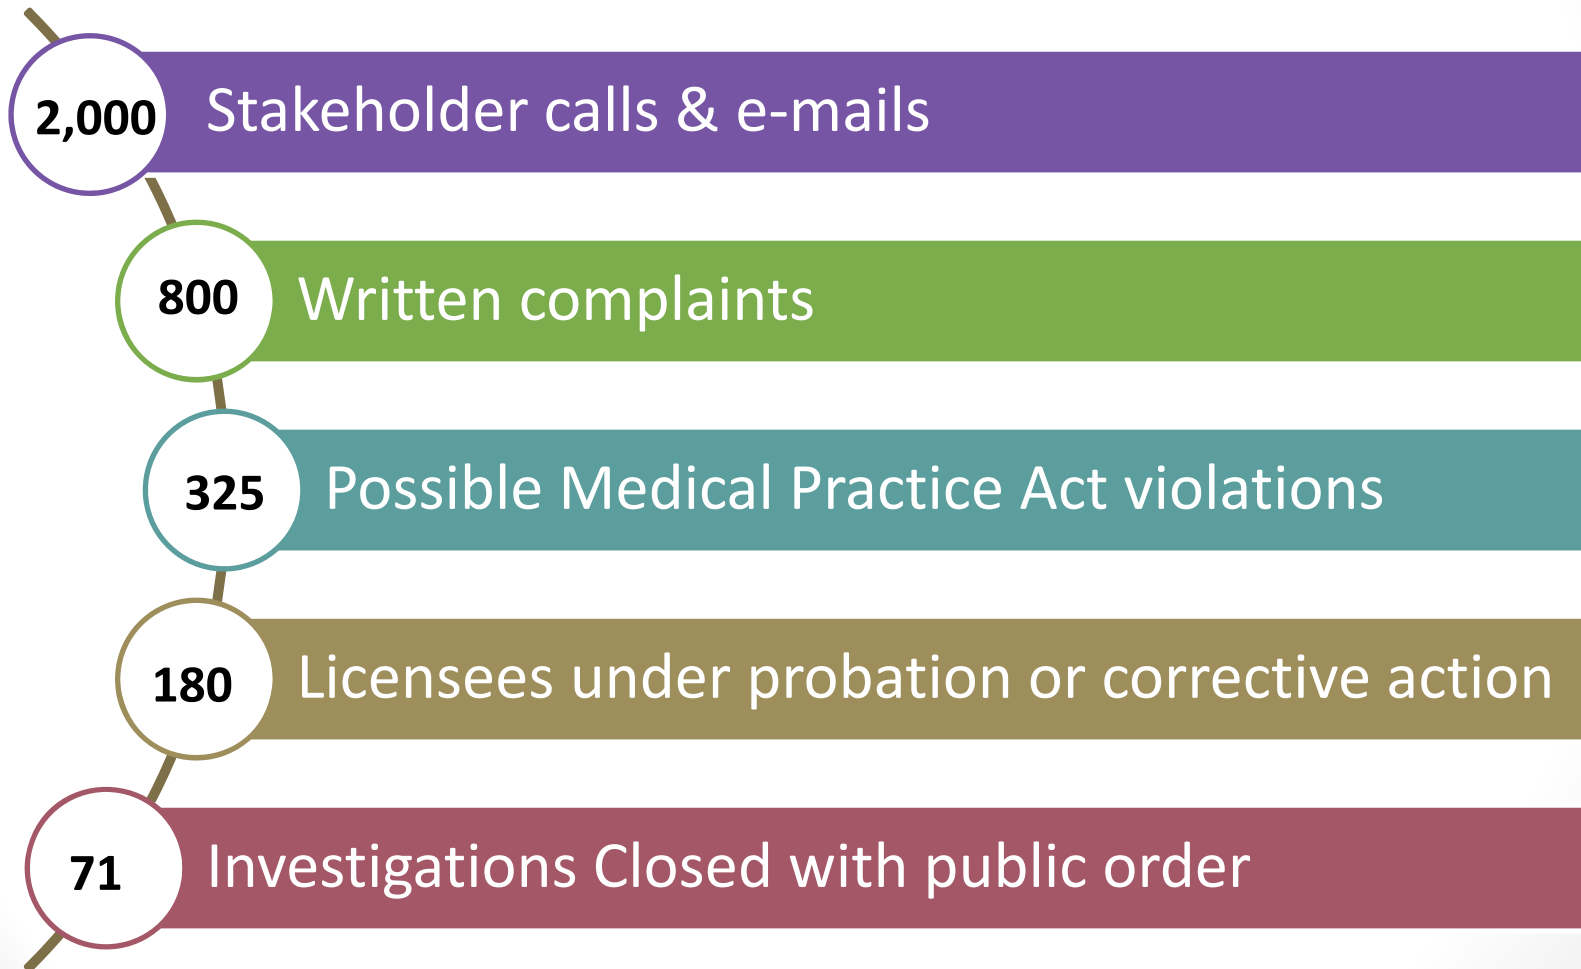 2,000
Stakeholder calls & e-mails
800
Written complaints
325
Possible Medical Practice Act violations
180
Licensees under probation or corrective action
71
Investigations Closed with public order